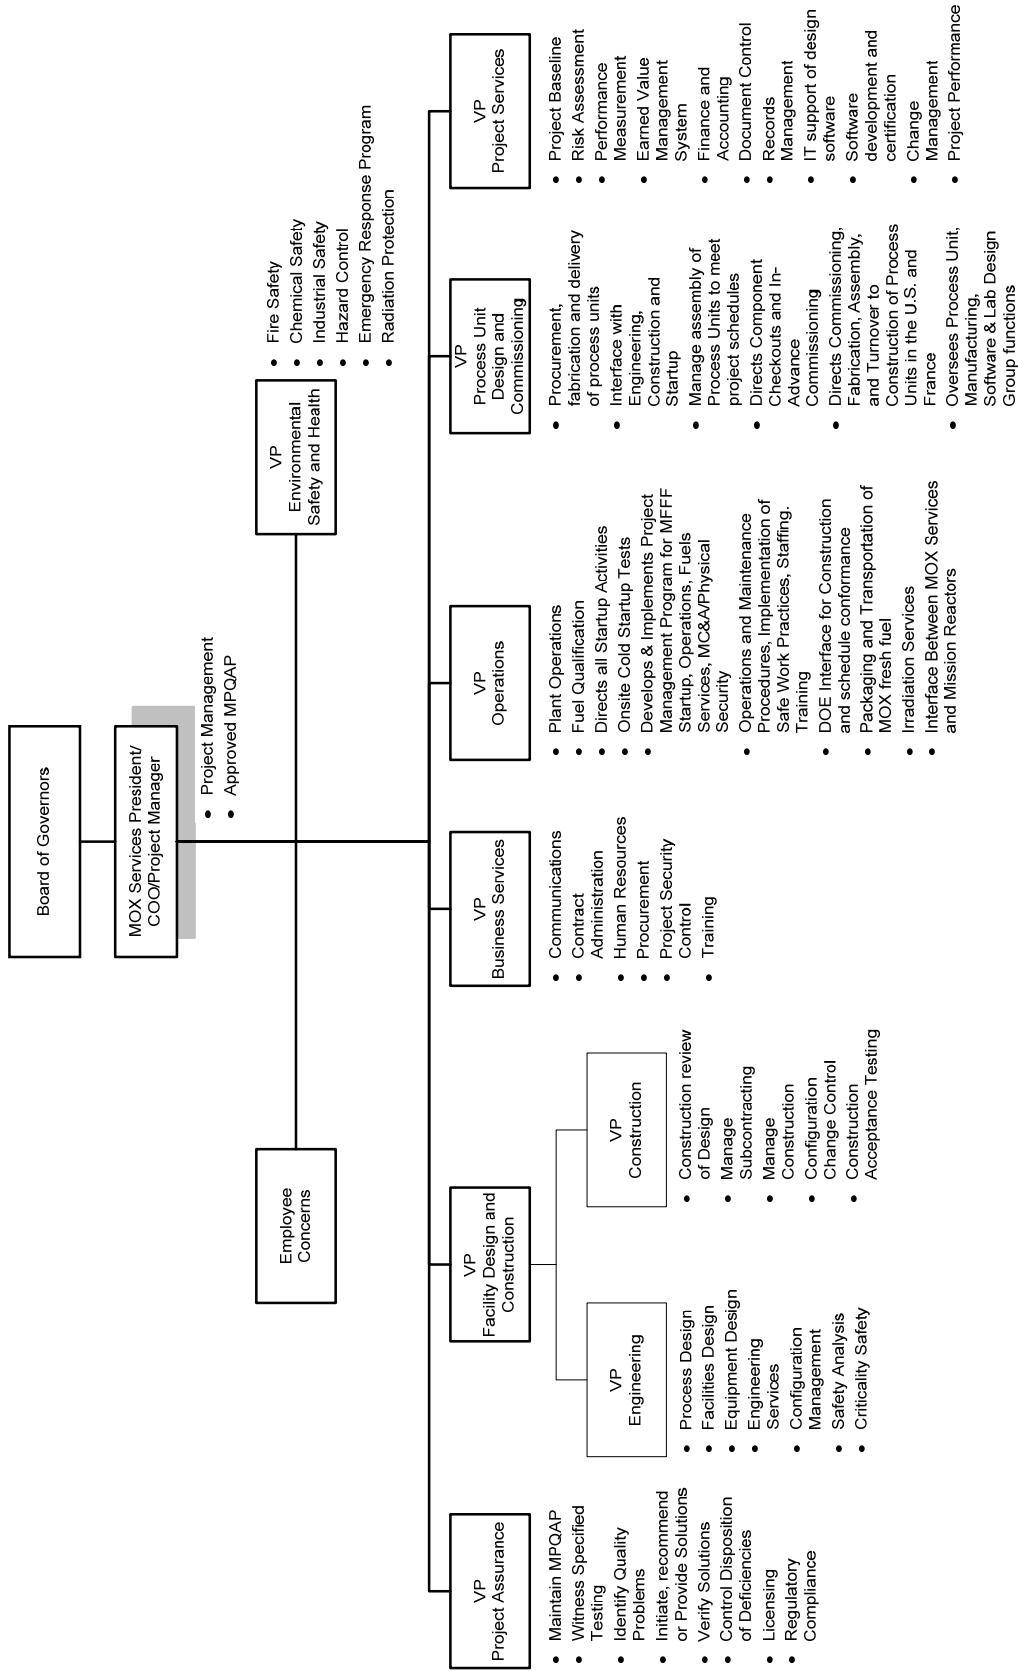 Board of Governors
MOX Services President/
COO/Project Manager
• Project Management
• Approved MPQAP
Employee
Concerns
VP
Environmental
Safety and Health
• Fire Safety
• Chemical Safety
• Industrial Safety
• Hazard Control
• Emergency Response Program
• Radiation Protection
VP
Project Assurance
• Maintain MPQAP
• Witness Specified
Testing
• Identify Quality
Problems
• Initiate, recommend
or Provide Solutions
• Verify Solutions
• Control Disposition
of Deficiencies
• Licensing
• Regulatory
Compliance
VP
Facility Design and
Construction
VP
Engineering
• Process Design
• Facilities Design
• Equipment Design
• Engineering
Services
• Configuration
Management
• Safety Analysis
• Criticality Safety
VP
Construction
• Construction review
of Design
• Manage
Subcontracting
• Manage
Construction
• Configuration
Change Control
• Construction
Acceptance Testing
VP
Business Services
• Communications
• Contract
Administration
• Human Resources
• Procurement
• Project Security
Control
• Training
VP
Operations
• Plant Operations
• Fuel Qualification
• Directs all Startup Activities
• Onsite Cold Startup Tests
• Develops & Implements Project
Management Program for MFFF
Startup, Operations, Fuels
Services, MC&A/Physical
Security
• Operations and Maintenance
Procedures, Implementation of
Safe Work Practices, Staffing.
Training
• DOE Interface for Construction
and schedule conformance
• Packaging and Transportation of
MOX fresh fuel
• Irradiation Services
• Interface Between MOX Services
and Mission Reactors
VP
Process Unit
Design and
Commissioning
• Procurement,
fabrication and delivery
of process units
• Interface with
Engineering,
Construction and
Startup
• Manage assembly of
Process Units to meet
project schedules
• Directs Component
Checkouts and In-
Advance
Commissioning
• Directs Commissioning,
Fabrication, Assembly,
and Turnover to
Construction of Process
Units in the U.S. and
France
• Oversees Process Unit,
Manufacturing,
Software & Lab Design
Group functions
VP
Project Services
• Project Baseline
• Risk Assessment
• Performance
Measurement
• Earned Value
Management
System
• Finance and
Accounting
• Document Control
• Records
Management
• IT support of design
software
• Software
development and
certification
• Change
Management
• Project Performance